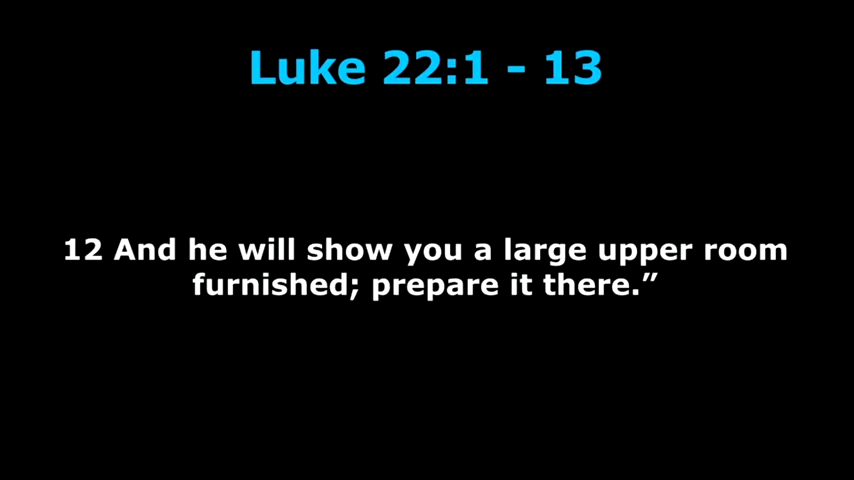 Luke 22:1 - 13
12 And he will show you a large upper room
furnished; prepare it there.”